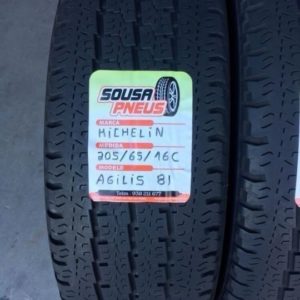 SOUSA
PNEUS
MARCA
MICHELIN
MEDIDA
205/65/16C
MODELO
AGILIS 81